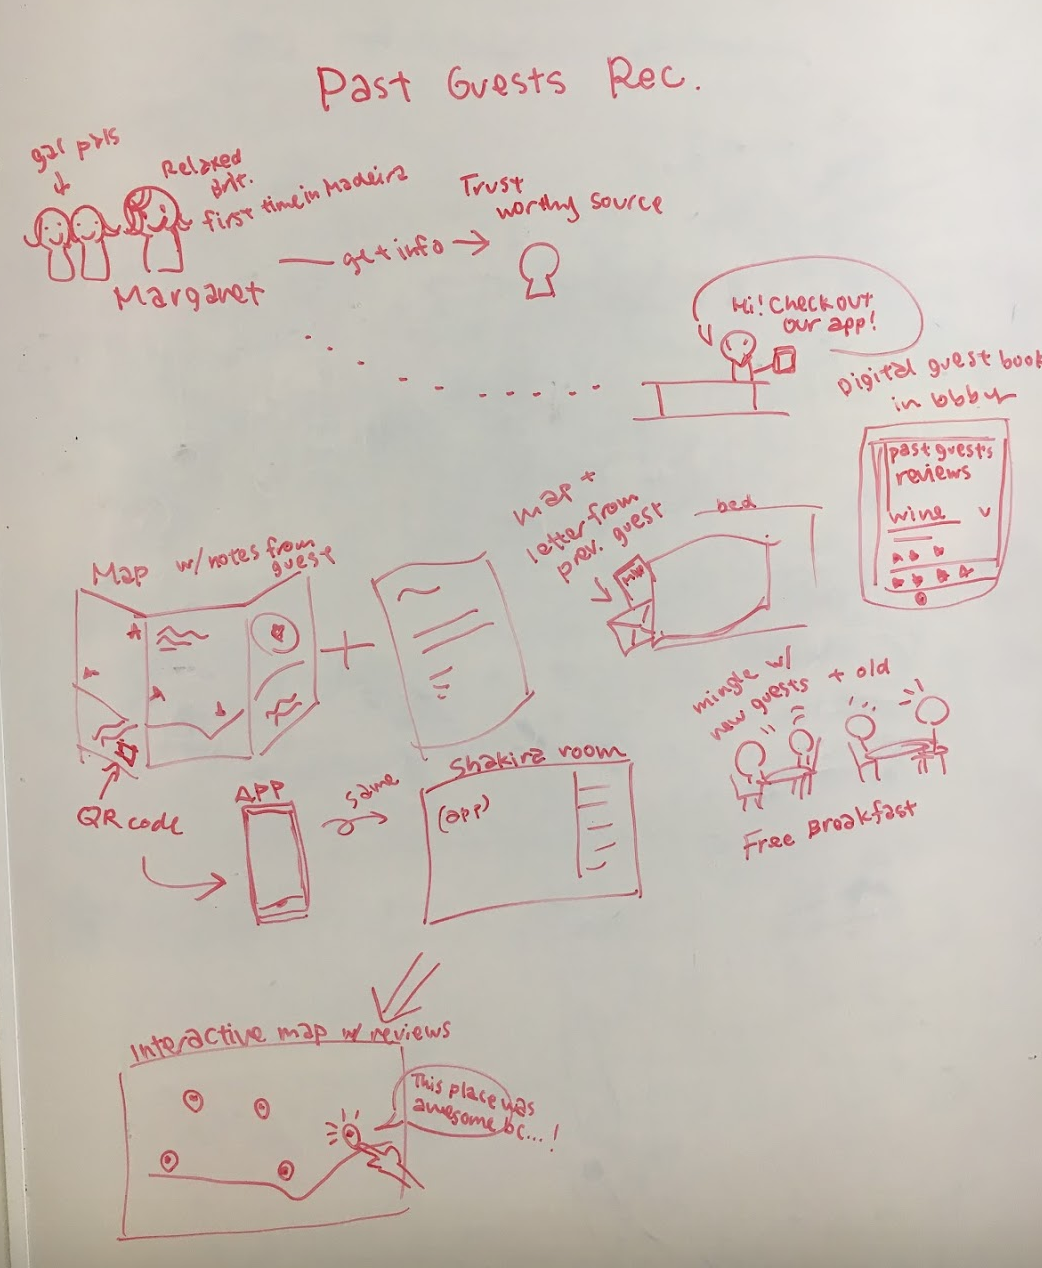 Past Guests Rec.
gal pals
Relaxed
Brit.
first time in Madeira
Margaret
get info
Trust
worthy source
Hi! Check out
our app!
Digital guest book
in lobby
past guests
reviews
wine
map +
letter from
prev. guest
bed
Map w/ notes from
guest
mingle w/
new guests + old
Free Breakfast
QR code
APP
same
Shakira room
(app)
Interactive map w/ reviews
This place was
awesome bc...!